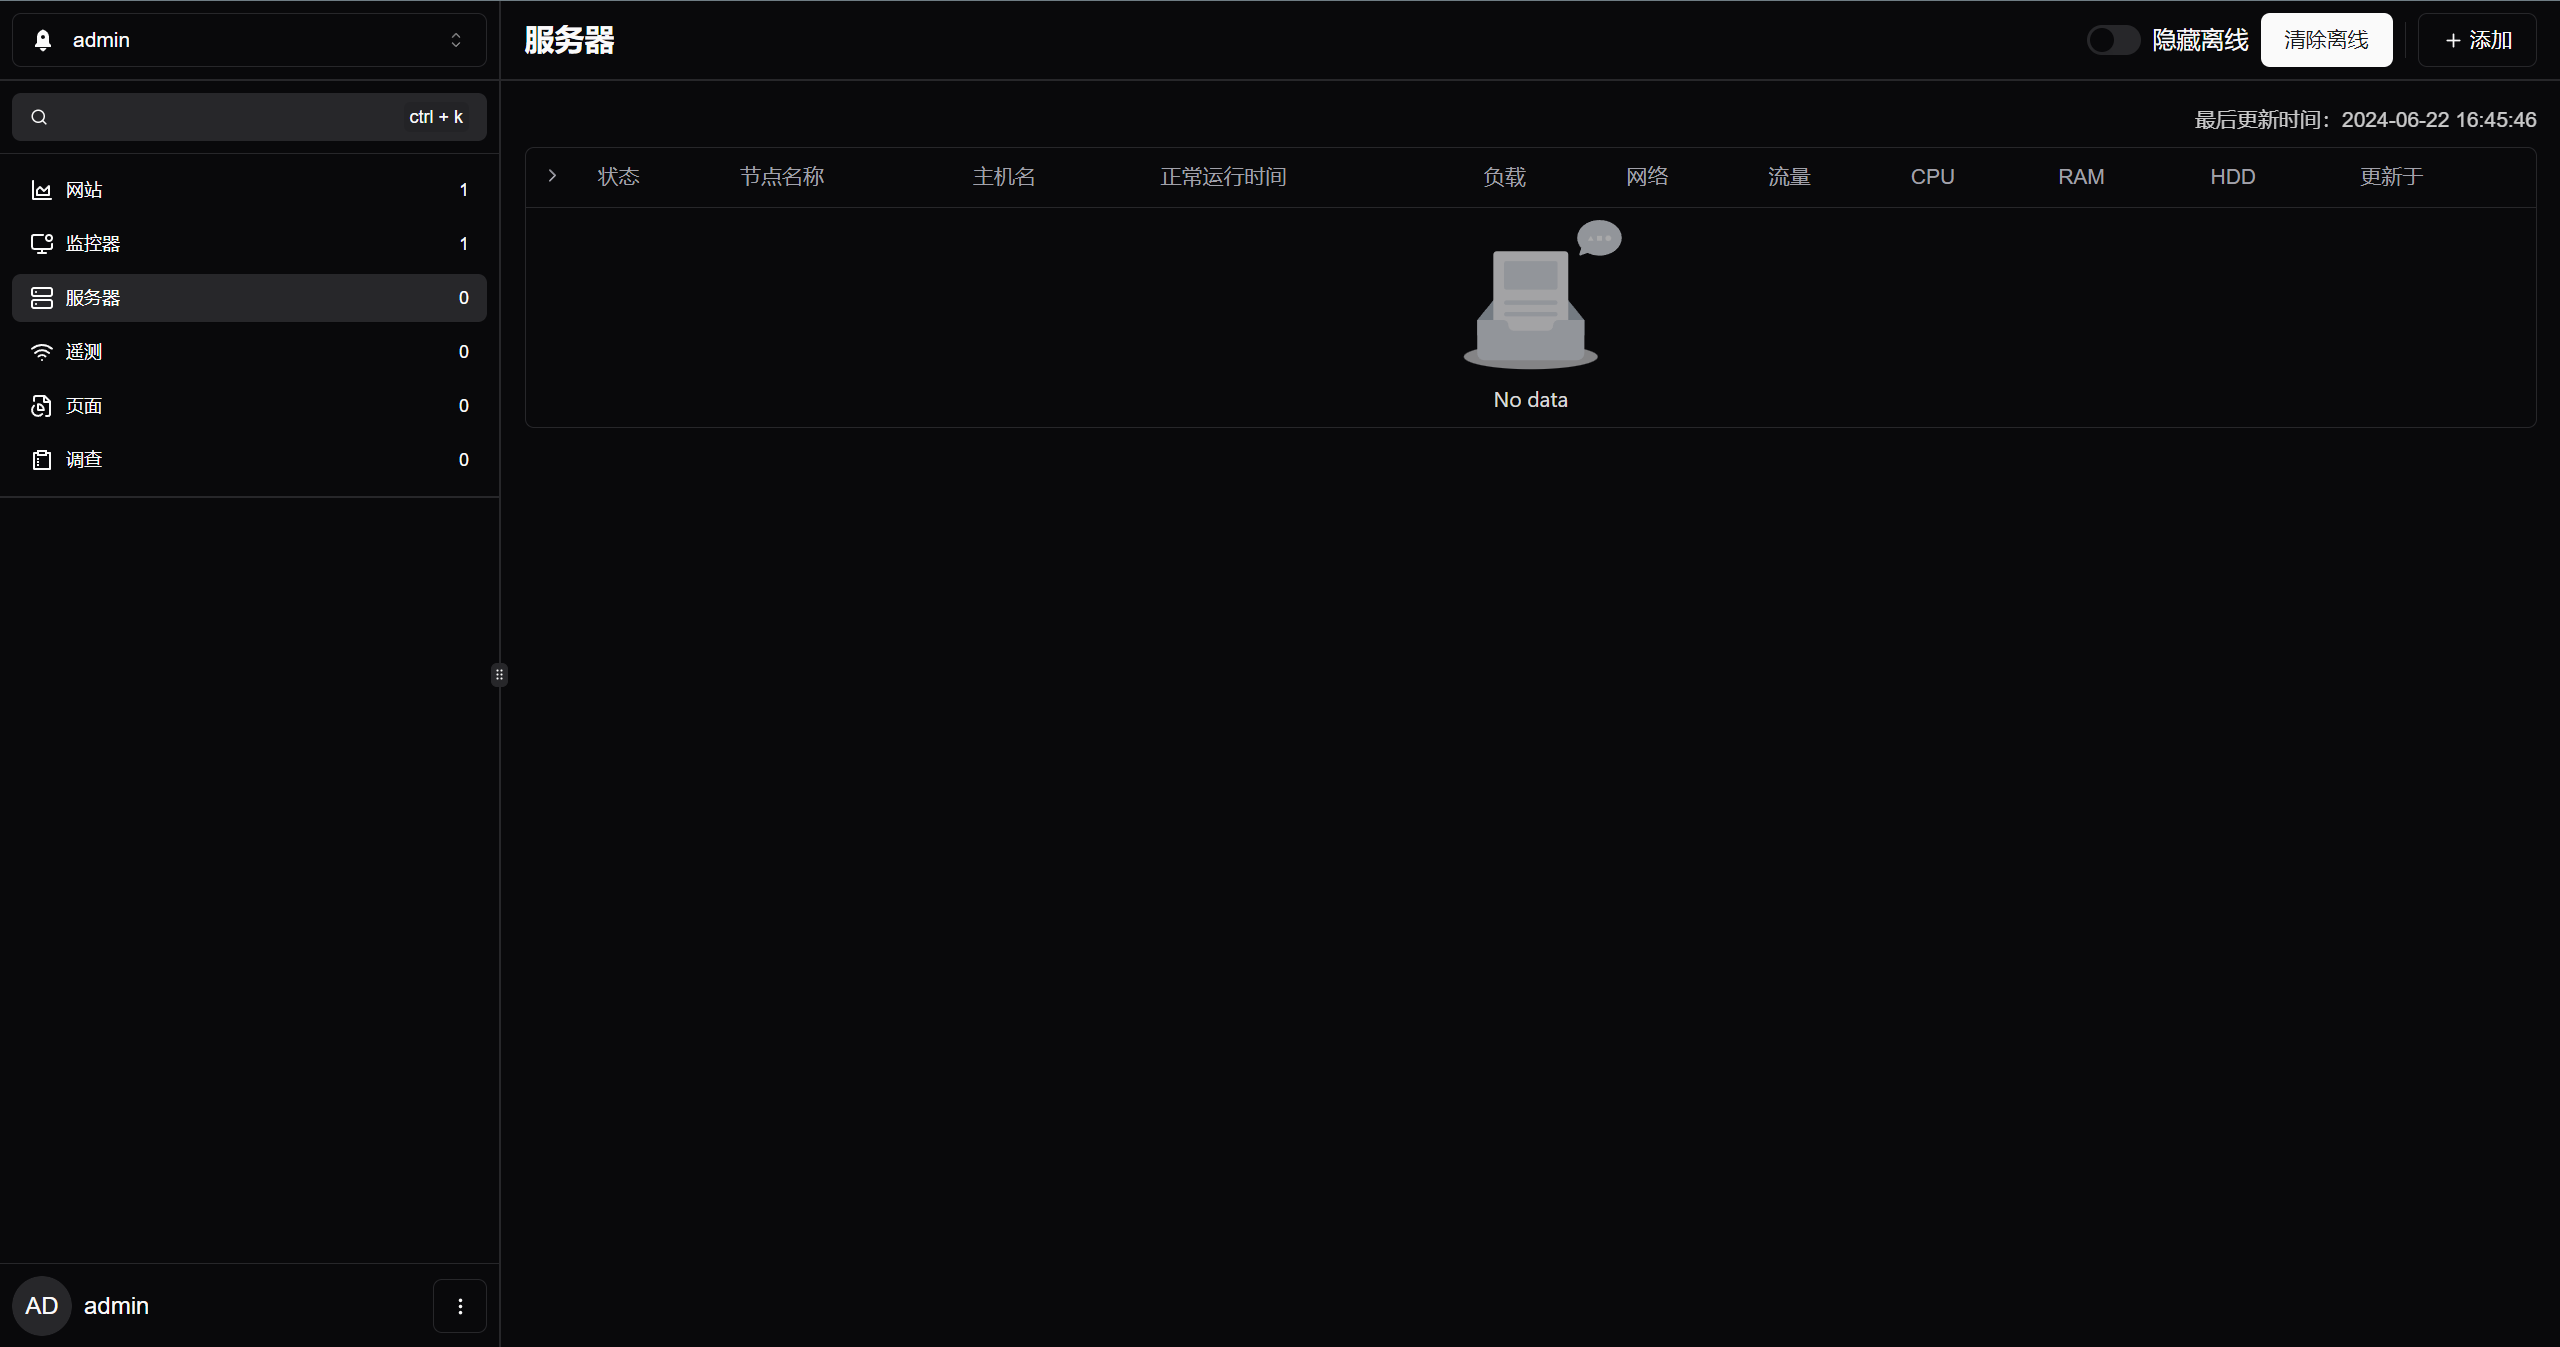 admin
ctrl + k
网站 1
监控器 1
服务器 0
遥测 0
页面 0
调查 0
AD admin
服务器
隐藏离线 清除离线 添加
最后更新时间：2024-06-22 16:45:46
状态 节点名称 主机名 正常运行时间 负载 网络 流量 CPU RAM HDD 更新于
No data